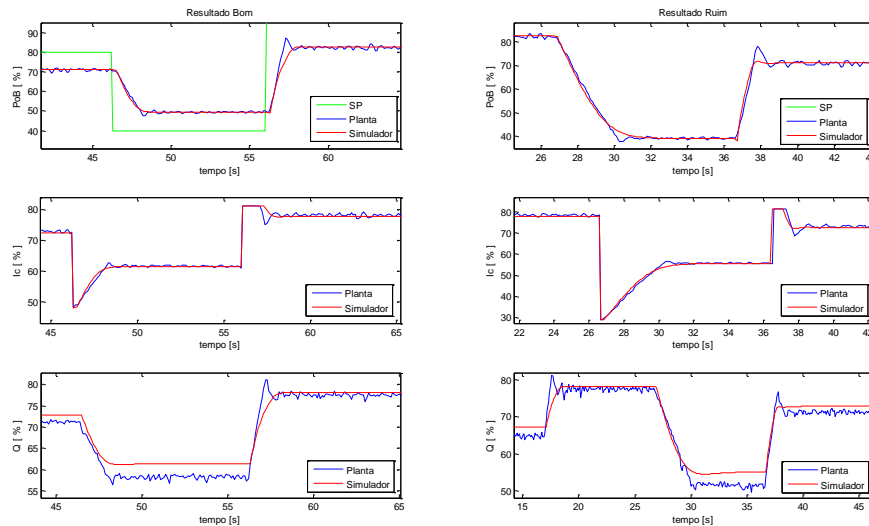 Resultado Bom
90
80
70
60
50
40
PoB [ % ]
SP
Planta
Simulador
45
50
55
60
tempo [s]
Resultado Ruim
80
70
60
50
40
PoB [ % ]
SP
Planta
Simulador
26
28
30
32
34
36
38
40
42
44
tempo [s]
80
70
60
50
Ic [ % ]
Planta
Simulador
45
50
55
60
65
tempo [s]
80
70
60
50
40
30
Ic [ % ]
Planta
Simulador
22
24
26
28
30
32
34
36
38
40
42
tempo [s]
80
75
70
65
60
55
Q [ % ]
Planta
Simulador
45
50
55
60
65
tempo [s]
80
70
60
50
Q [ % ]
Planta
Simulador
15
20
25
30
35
40
45
tempo [s]